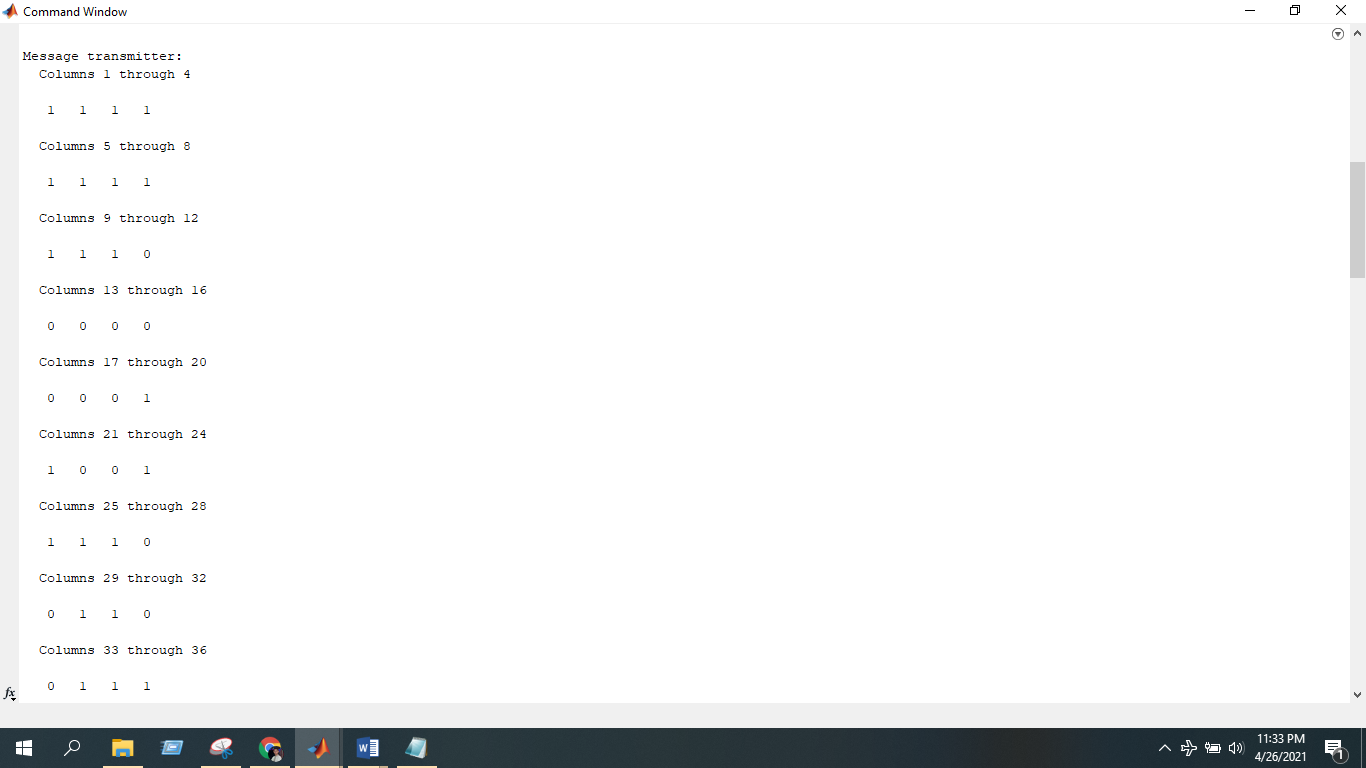 Command Window
Message transmitter:
Columns 1 through 4
1 1 1 1
Columns 5 through 8
1 1 1 1
Columns 9 through 12
1 1 1 0
Columns 13 through 16
0 0 0 0
Columns 17 through 20
0 0 0 1
Columns 21 through 24
1 0 0 1
Columns 25 through 28
1 1 1 0
Columns 29 through 32
0 1 1 0
Columns 33 through 36
0 1 1 1
fx
11:33 PM
4/26/2021
1